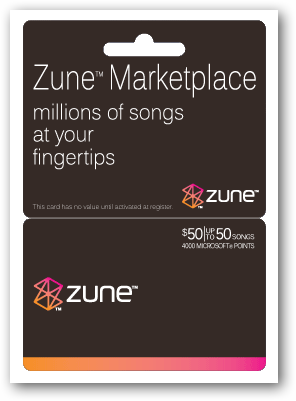 Zune™ Marketplace
millions of songs
at your
fingertips
zune™
This card has no value until activated at register.
$50 UP TO 50 SONGS
4000 MICROSOFT® POINTS
zune™